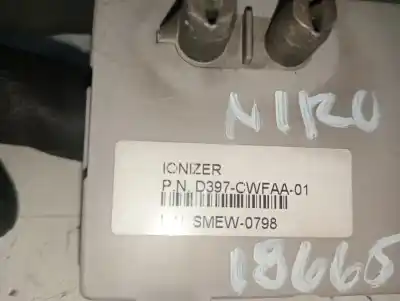 NIRO
IONIZER
P.N. D397-CWFAA-01
SMEW-0798
18665